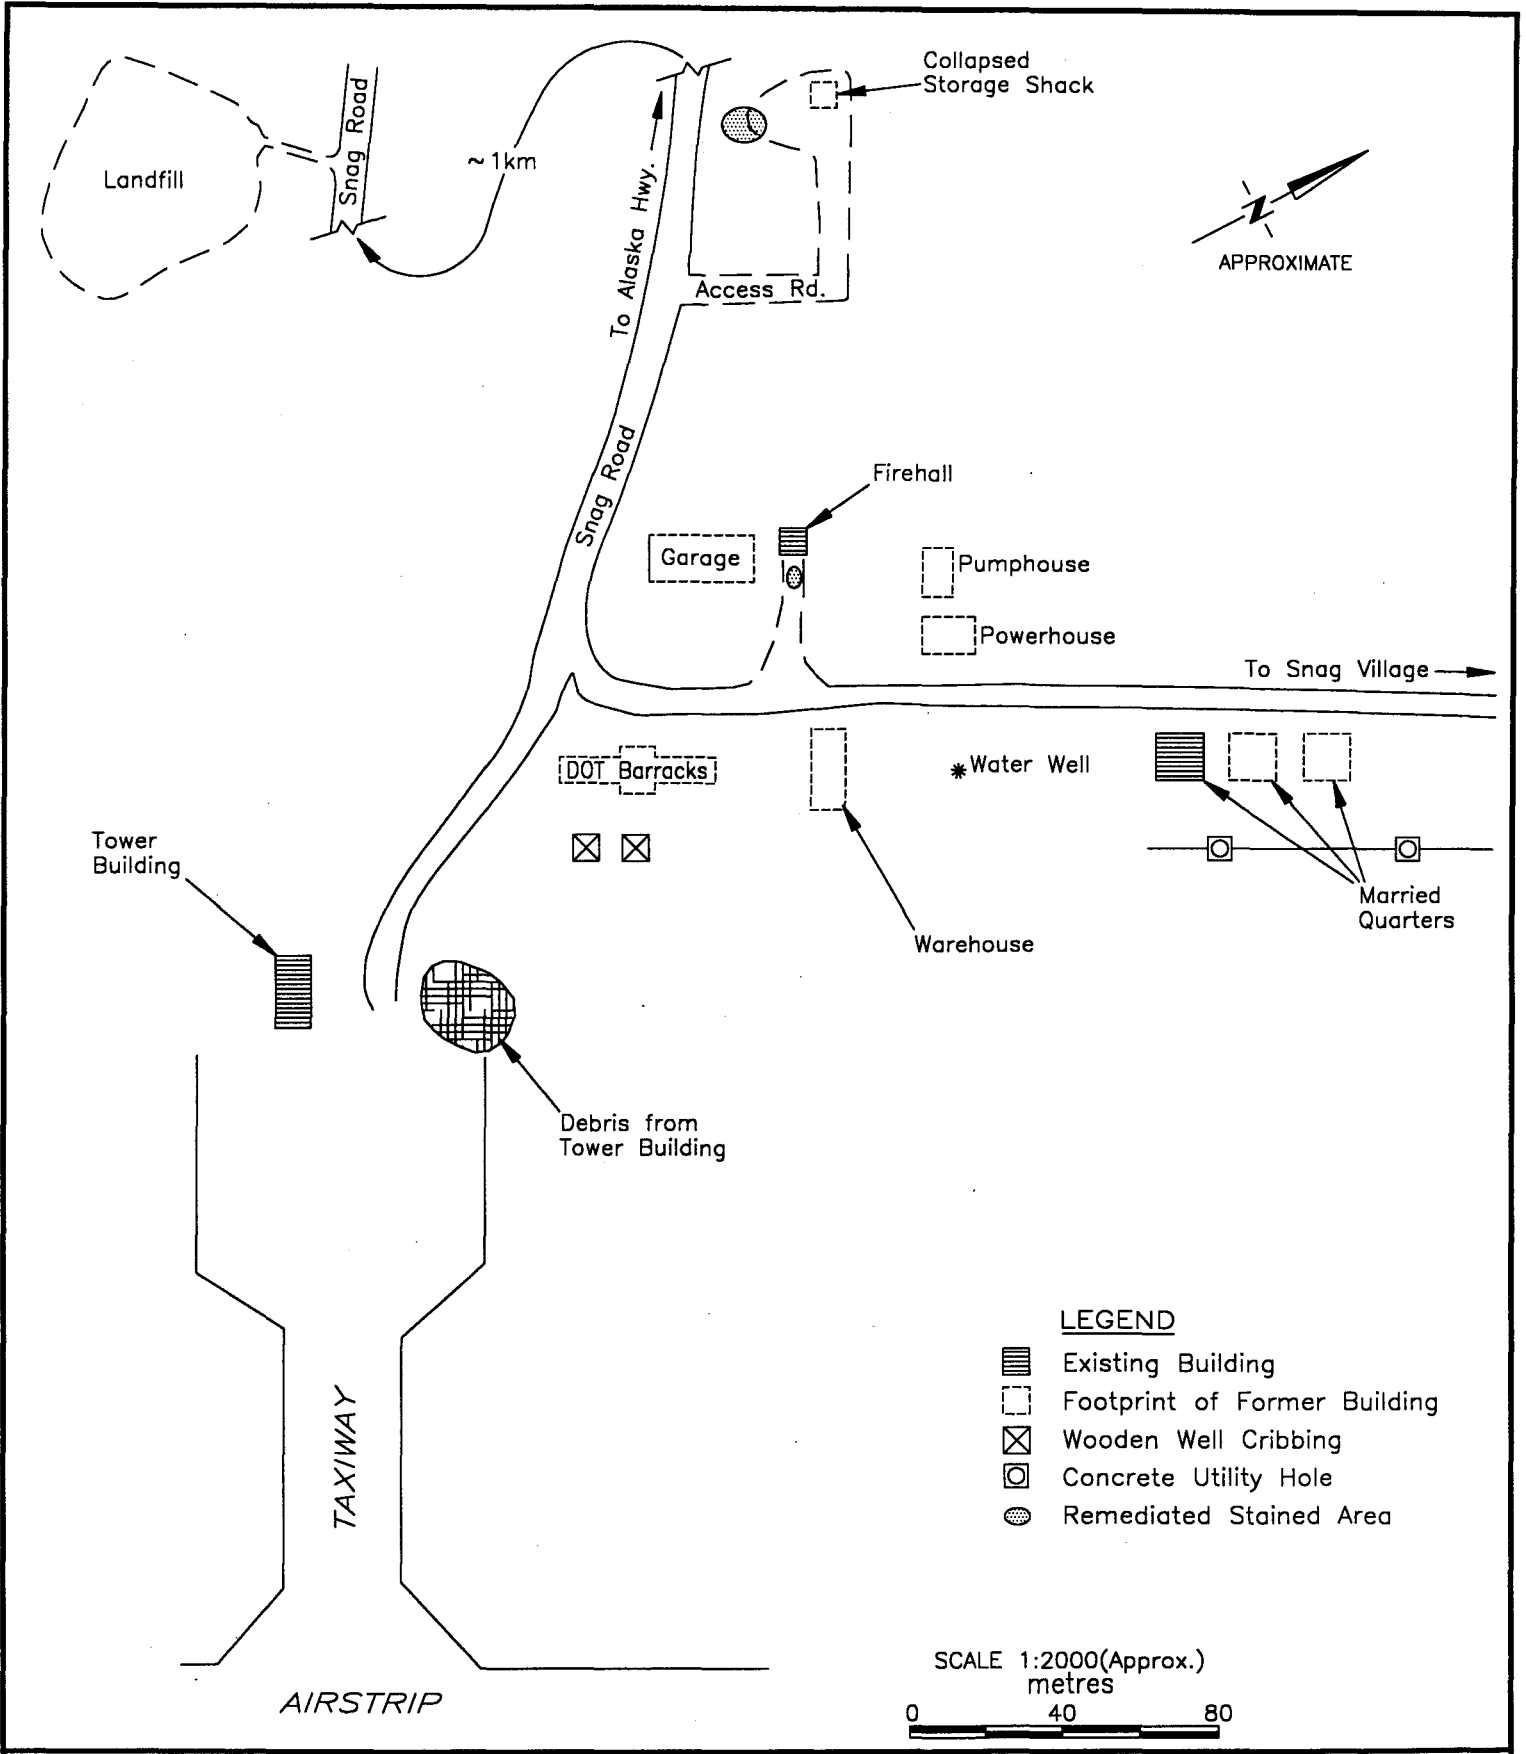 Collapsed
Storage Shack
Snag Road
~1km
Landfill
To Alaska Hwy.
N
APPROXIMATE
Access Rd.
Snag Road
Firehall
Garage
Pumphouse
Powerhouse
To Snag Village
DOT Barracks
Water Well
Tower
Building
Married
Quarters
Warehouse
Debris from
Tower Building
LEGEND
Existing Building
Footprint of Former Building
Wooden Well Cribbing
Concrete Utility Hole
Remediated Stained Area
TAXIWAY
AIRSTRIP
SCALE 1:2000(Approx.)
metres
0 40 80